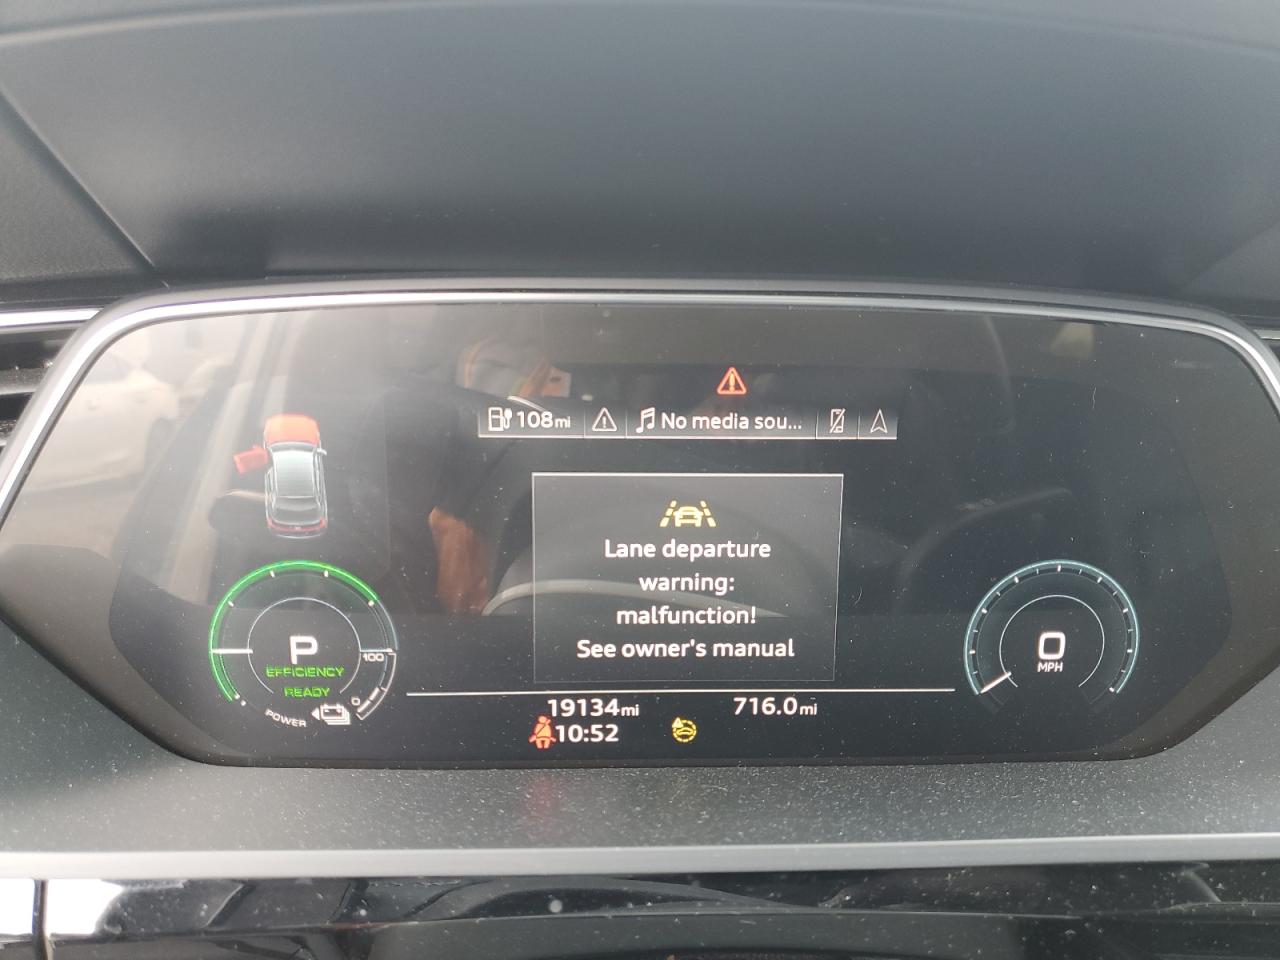 108mi
No media sou...
Lane departure
warning:
malfunction!
See owner's manual
P
EFFICIENCY
READY
100
0
POWER
0
MPH
19134mi
716.0mi
10:52